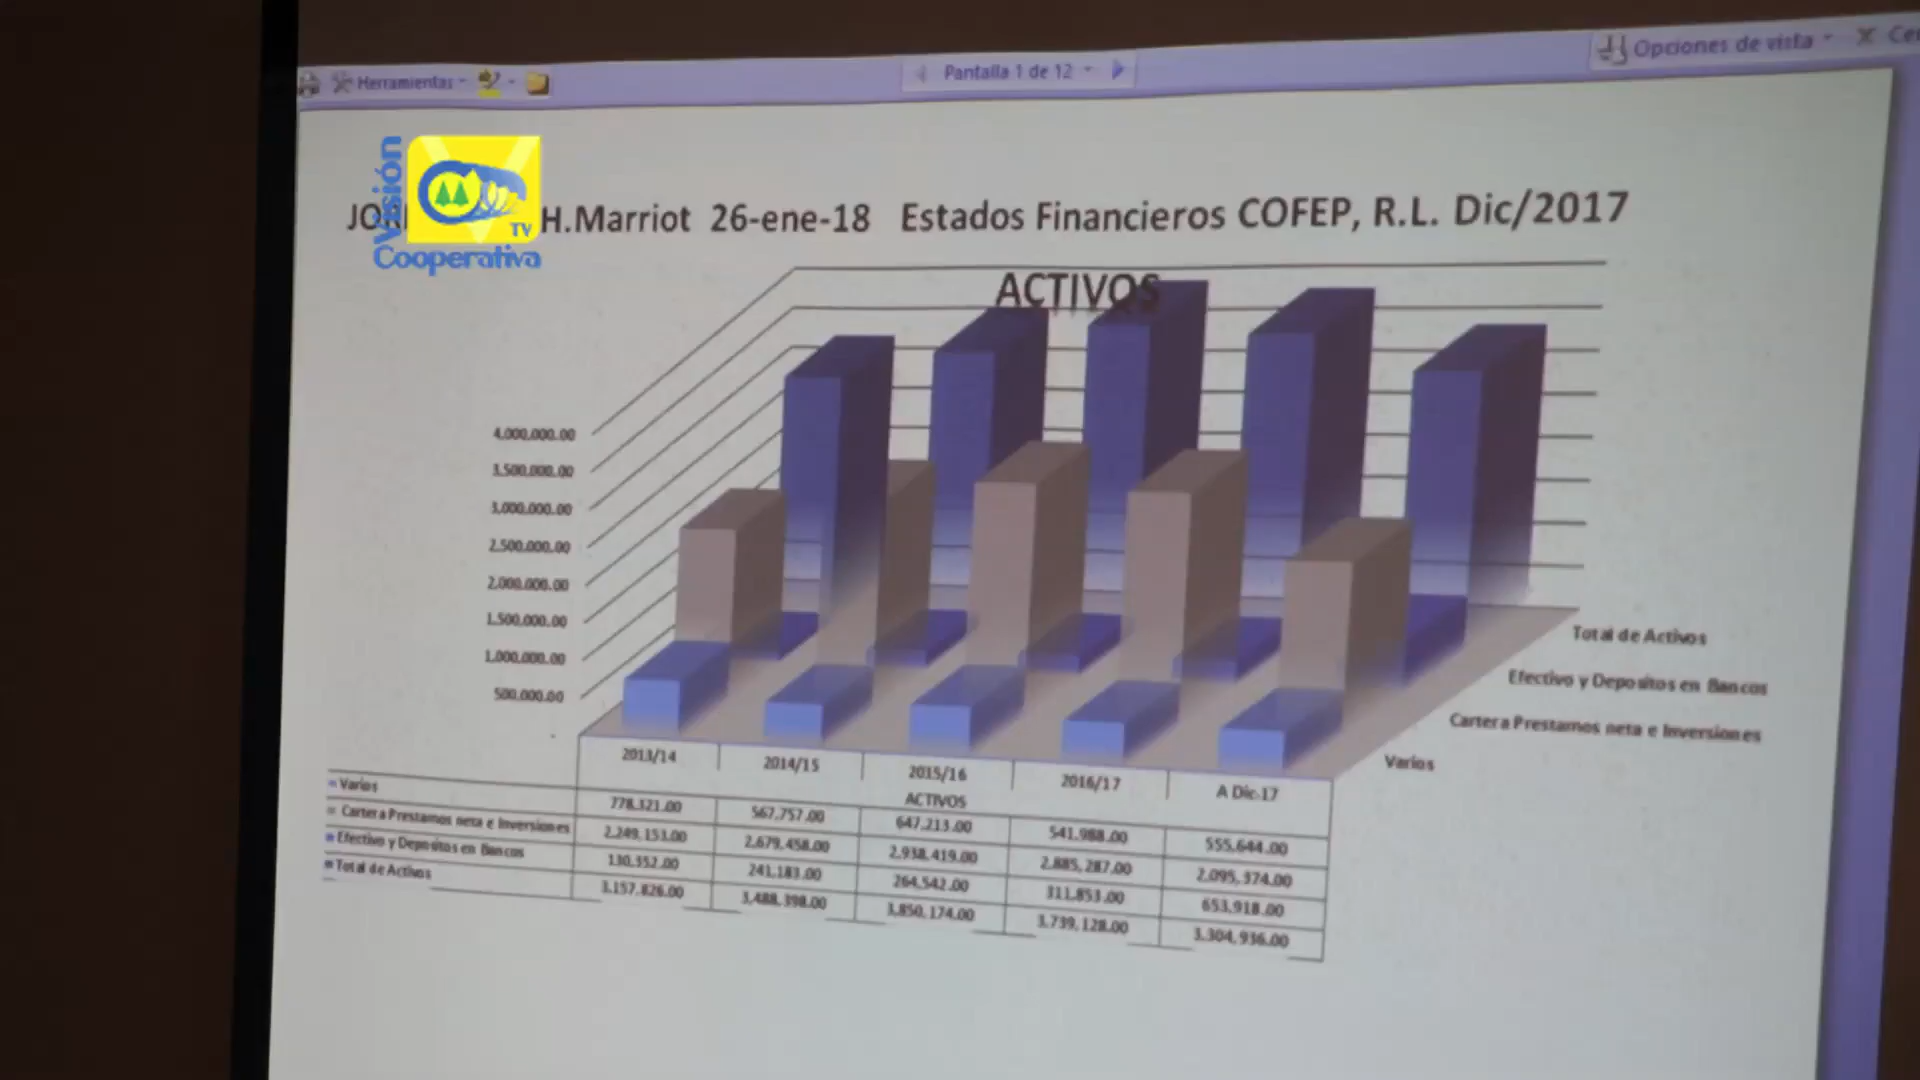 Herramientas
Pantalla 1 de 12
Opciones de vista
Visión
TV
Cooperativa
H.Marriot 26-ene-18 Estados Financieros COFEP, R.L. Dic/2017
ACTIVOS
4,000,000.00
3,500,000.00
3,000,000.00
2,500,000.00
2,000,000.00
1,500,000.00
1,000,000.00
500,000.00
-
Total de Activos
Efectivo y Depositos en Bancos
Cartera Prestamos neta e Inversiones
Varios
2013/14 2014/15 2015/16 2016/17 A Dic-17
ACTIVOS
Varios 778,321.00 567,757.00 647,213.00 541,988.00 555,644.00
Cartera Prestamos neta e Inversiones 2,249,153.00 2,679,458.00 2,938,419.00 2,885,287.00 2,095,374.00
Efectivo y Depositos en Bancos 130,352.00 241,183.00 264,542.00 311,853.00 653,918.00
Total de Activos 3,157,826.00 3,488,398.00 3,850,174.00 3,739,128.00 3,304,936.00